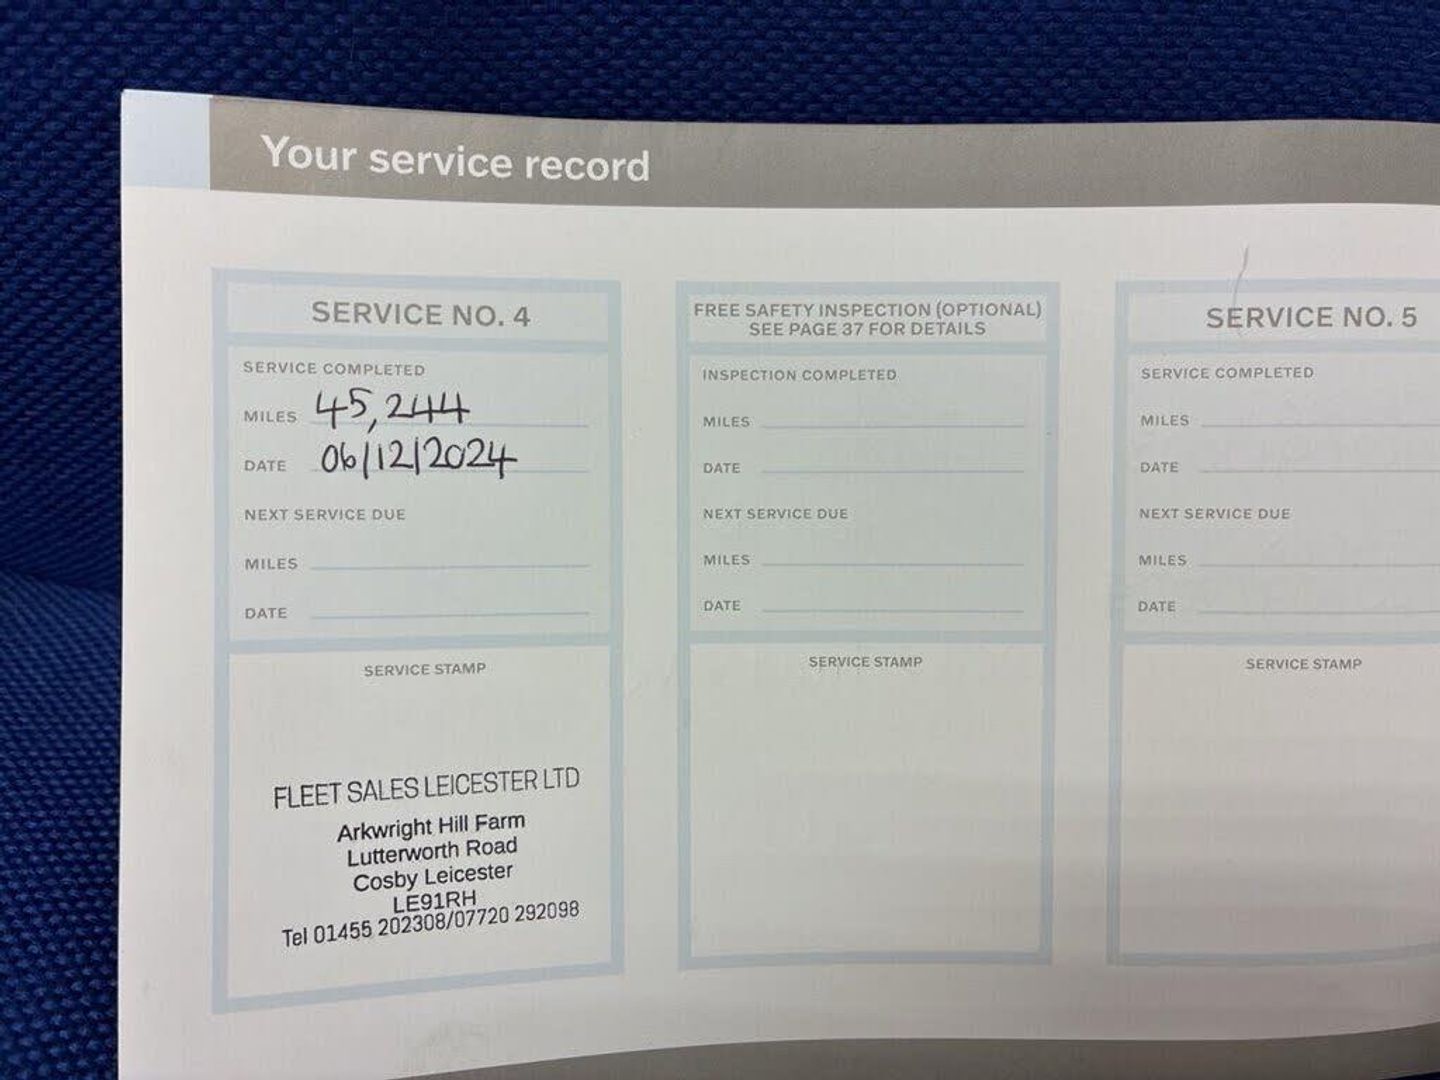 Your service record
SERVICE NO. 4
SERVICE COMPLETED
MILES 45,244
DATE 06/12/2024
NEXT SERVICE DUE
MILES
DATE
SERVICE STAMP
FLEET SALES LEICESTER LTD
Arkwright Hill Farm
Lutterworth Road
Cosby Leicester
LE91RH
Tel 01455 202308/07720 292098
FREE SAFETY INSPECTION (OPTIONAL)
SEE PAGE 37 FOR DETAILS
INSPECTION COMPLETED
MILES
DATE
NEXT SERVICE DUE
MILES
DATE
SERVICE STAMP
SERVICE NO. 5
SERVICE COMPLETED
MILES
DATE
NEXT SERVICE DUE
MILES
DATE
SERVICE STAMP